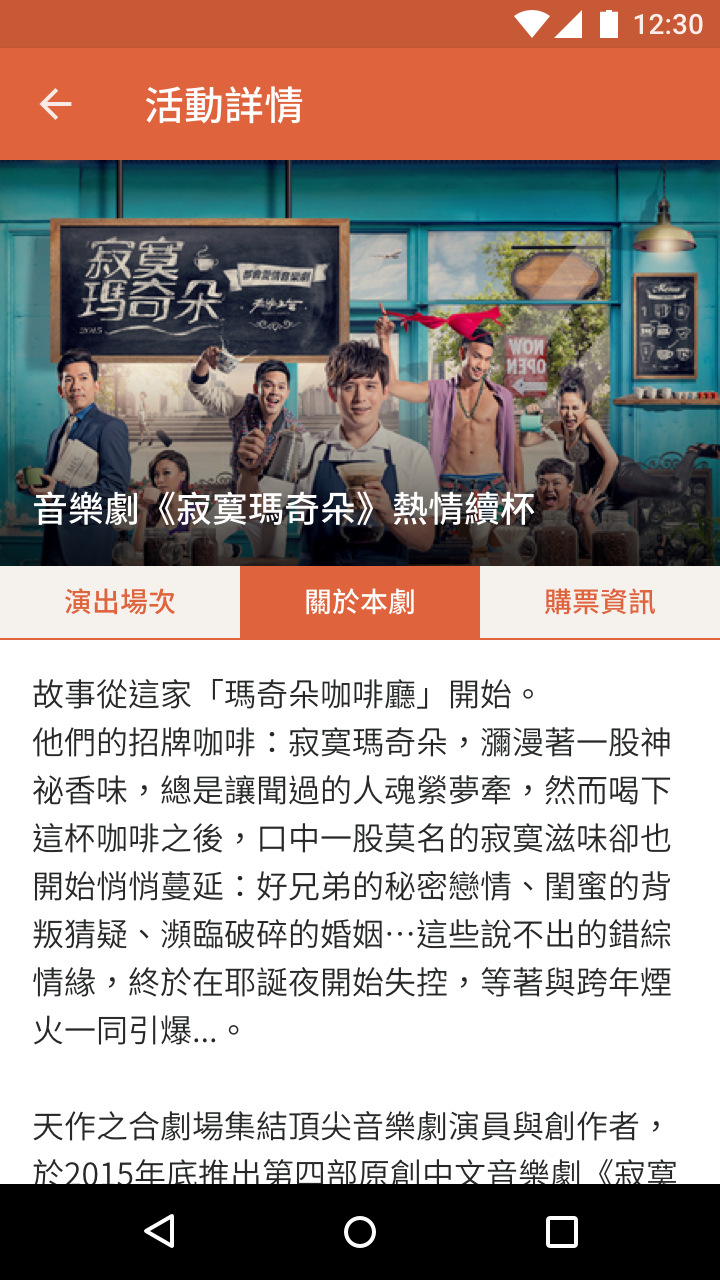 12:30
活動詳情
寂寞
瑪奇朵
都會愛情音樂劇
2015
Menu
NOW
OPEN
音樂劇《寂寞瑪奇朵》熱情續杯
演出場次
關於本劇
購票資訊
故事從這家「瑪奇朵咖啡廳」開始。
他們的招牌咖啡：寂寞瑪奇朵，瀰漫著一股神
祕香味，總是讓聞過的人魂縈夢牽，然而喝下
這杯咖啡之後，口中一股莫名的寂寞滋味卻也
開始悄悄蔓延：好兄弟的秘密戀情、閨蜜的背
叛猜疑、瀕臨破碎的婚姻…這些說不出的錯綜
情緣，終於在耶誕夜開始失控，等著與跨年煙
火一同引爆...。
天作之合劇場集結頂尖音樂劇演員與創作者，
於2015年底推出第四部原創中文音樂劇《寂寞